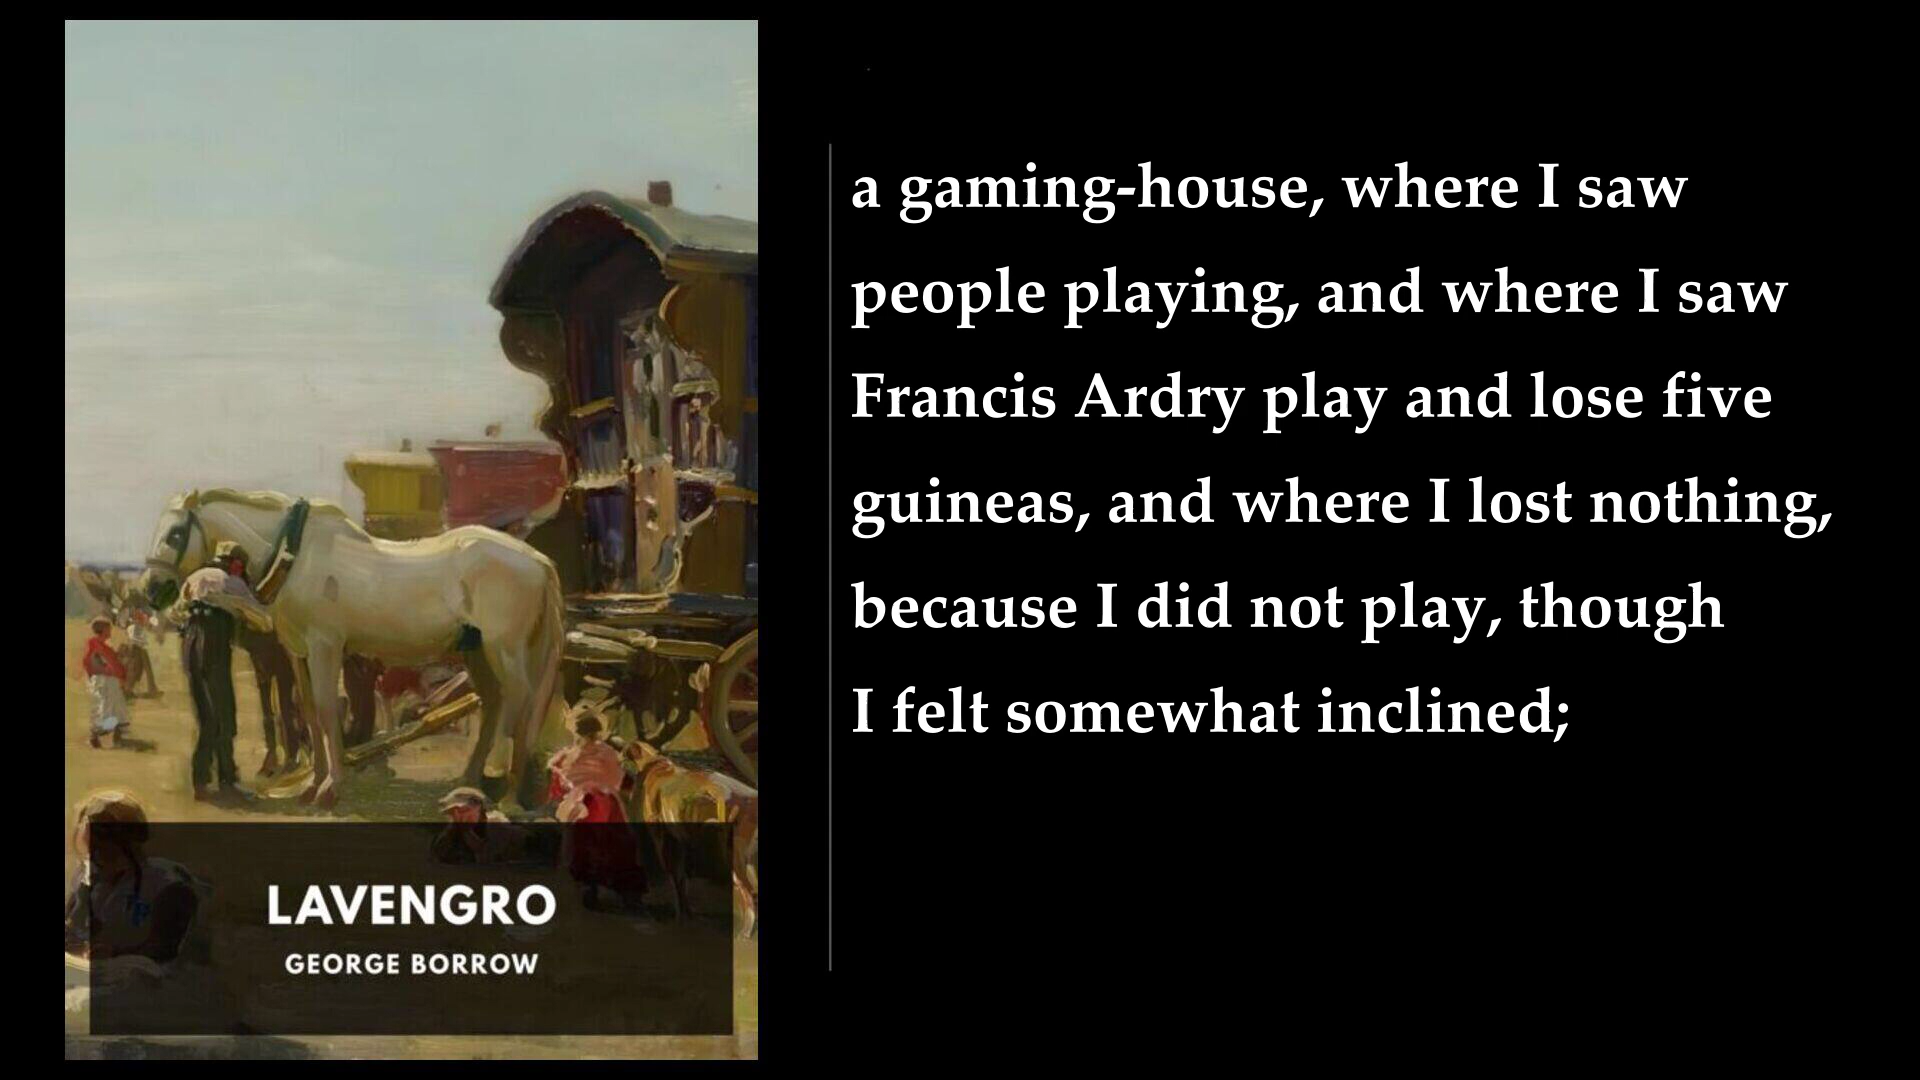 a gaming-house, where I saw
people playing, and where I saw
Francis Ardry play and lose five
guineas, and where I lost nothing,
because I did not play, though
I felt somewhat inclined;
LAVENGRO
GEORGE BORROW